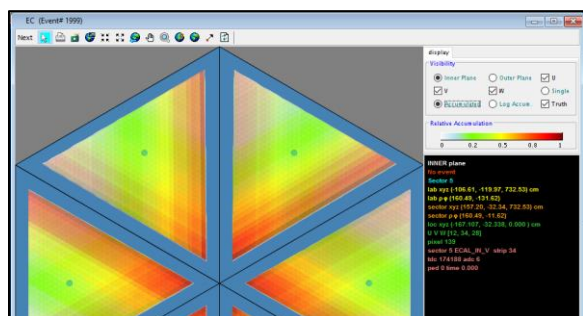 EC (Event# 1999)
Next
display
Visibility
Inner Plane Outer Plane U
V W Single
Accumulated Log Accum. Truth
Relative Accumulation
0 0.2 0.5 0.8 1
INNER plane
No event
Sector 5
lab xyz (-106.61, -119.97, 732.53) cm
lab ρ φ (160.49, -131.62)
sector xyz (157.20, -32.34, 732.53) cm
sector ρ φ (160.49, -11.62)
loc xyz (-167.107, -32.338, 0.000 ) cm
U V W [12, 34, 28]
pixel 139
sector 5 ECAL_IN_V strip 34
tdc 174186 adc 6
ped 0 time 0.000